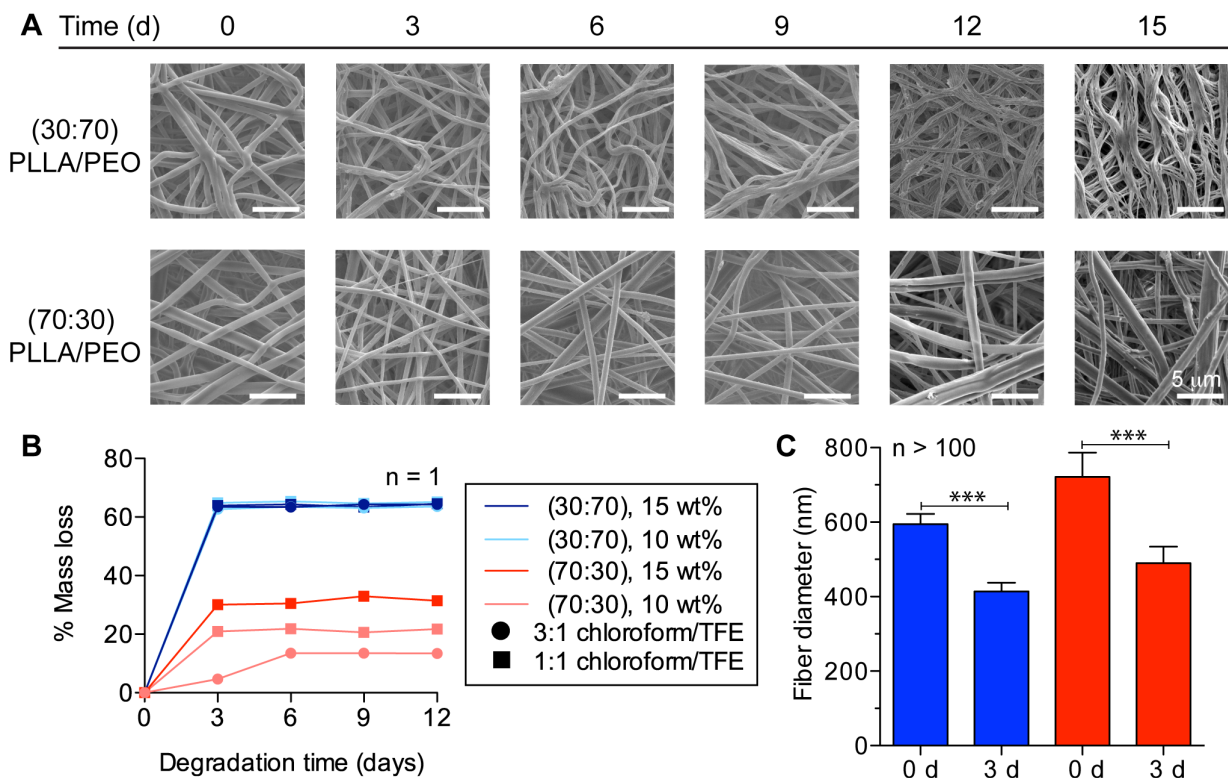 A Time (d) 0 3 6 9 12 15
(30:70)
PLLA/PEO
(70:30)
PLLA/PEO
5 μm
B
80
60
40
20
0
% Mass loss
n = 1
0 3 6 9 12
Degradation time (days)
(30:70), 15 wt%
(30:70), 10 wt%
(70:30), 15 wt%
(70:30), 10 wt%
3:1 chloroform/TFE
1:1 chloroform/TFE
C
800
600
400
200
0
Fiber diameter (nm)
n > 100
***
***
0 d 3 d 0 d 3 d